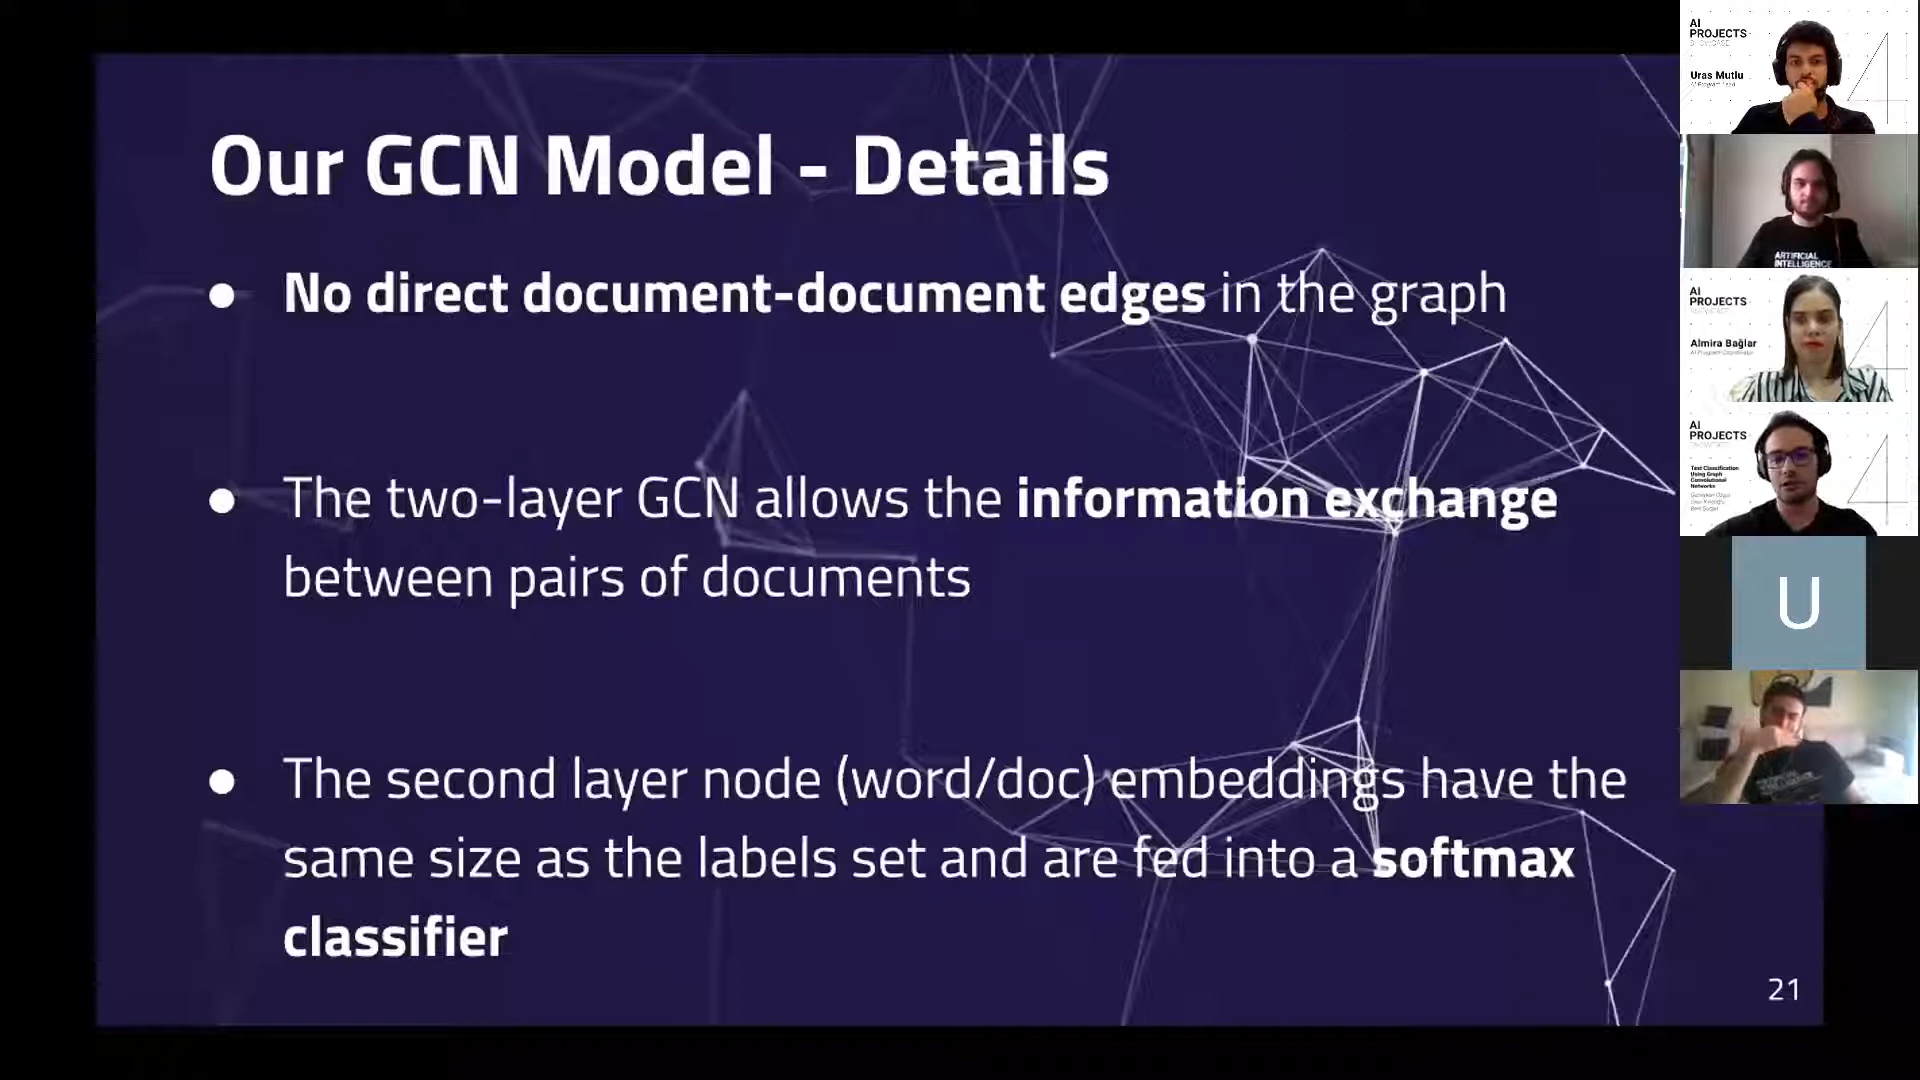 Our GCN Model - Details
● No direct document-document edges in the graph
● The two-layer GCN allows the information exchange
between pairs of documents
● The second layer node (word/doc) embeddings have the
same size as the labels set and are fed into a softmax
classifier
21
AI
PROJECTS
Uras Mutlu
AI Program Lead
ARTIFICIAL
INTELLIGENCE
AI
PROJECTS
Almira Bağlar
AI Program Coordinator
AI
PROJECTS
Text Classification
Using Graph
Convolutional
Networks
U